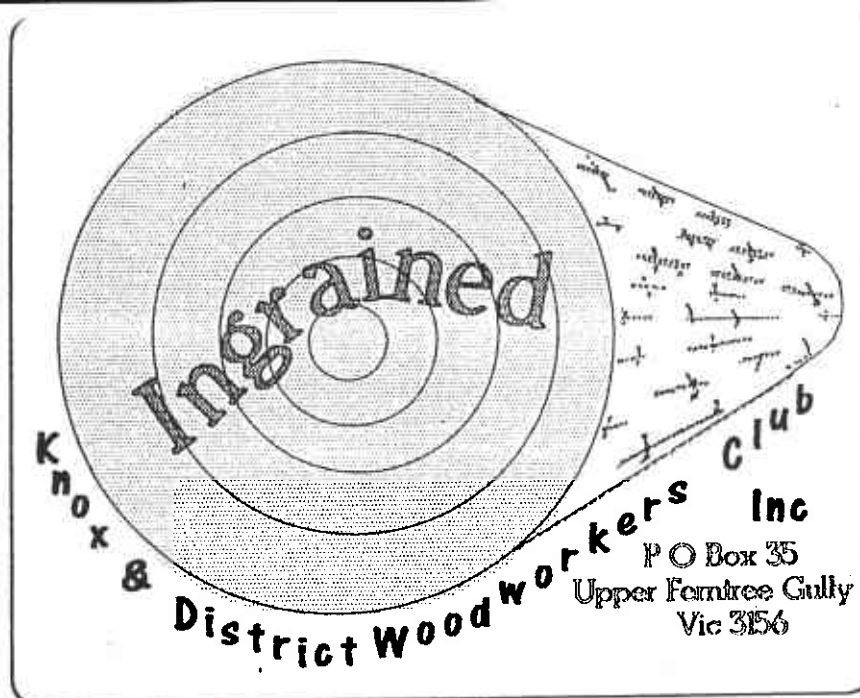 Ingrained
Knox & District Woodworkers Club Inc
P O Box 35
Upper Ferntree Gully
Vic 3156